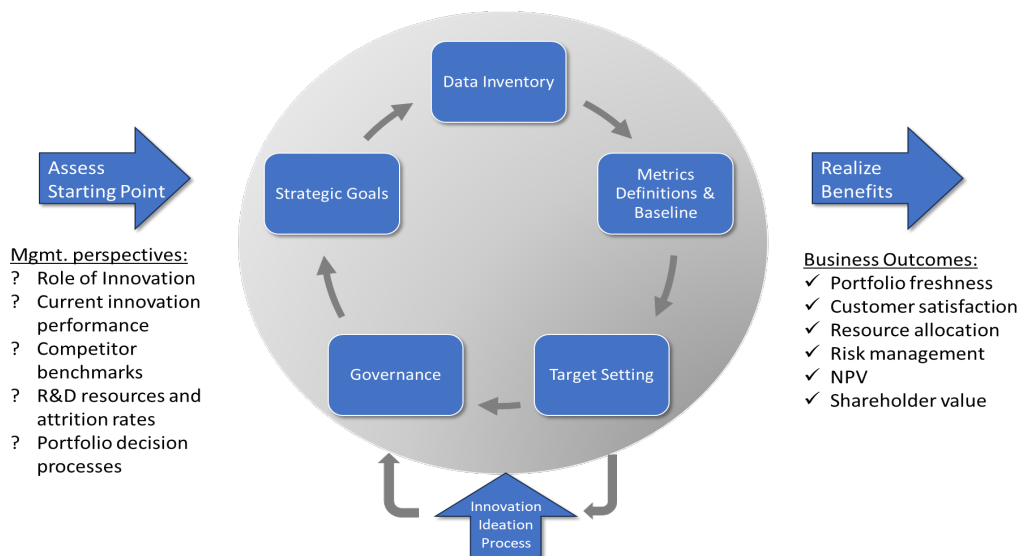 Assess
Starting Point
Mgmt. perspectives:
? Role of Innovation
? Current innovation
performance
? Competitor
benchmarks
? R&D resources and
attrition rates
? Portfolio decision
processes
Data Inventory
Strategic Goals
Metrics
Definitions &
Baseline
Governance
Target Setting
Innovation
Ideation
Process
Realize
Benefits
Business Outcomes:
✓ Portfolio freshness
✓ Customer satisfaction
✓ Resource allocation
✓ Risk management
✓ NPV
✓ Shareholder value